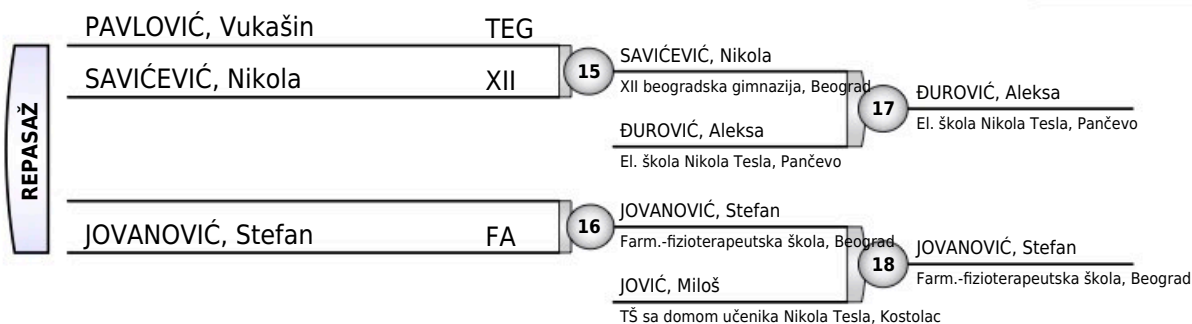 REPASAŽ
PAVLOVIĆ, Vukašin TEG
SAVIĆEVIĆ, Nikola XII
JOVANOVIĆ, Stefan FA
15
SAVIĆEVIĆ, Nikola
XII beogradska gimnazija, Beograd
ĐUROVIĆ, Aleksa
El. škola Nikola Tesla, Pančevo
16
JOVANOVIĆ, Stefan
Farm.-fizioterapeutska škola, Beograd
JOVIĆ, Miloš
TŠ sa domom učenika Nikola Tesla, Kostolac
17
ĐUROVIĆ, Aleksa
El. škola Nikola Tesla, Pančevo
18
JOVANOVIĆ, Stefan
Farm.-fizioterapeutska škola, Beograd